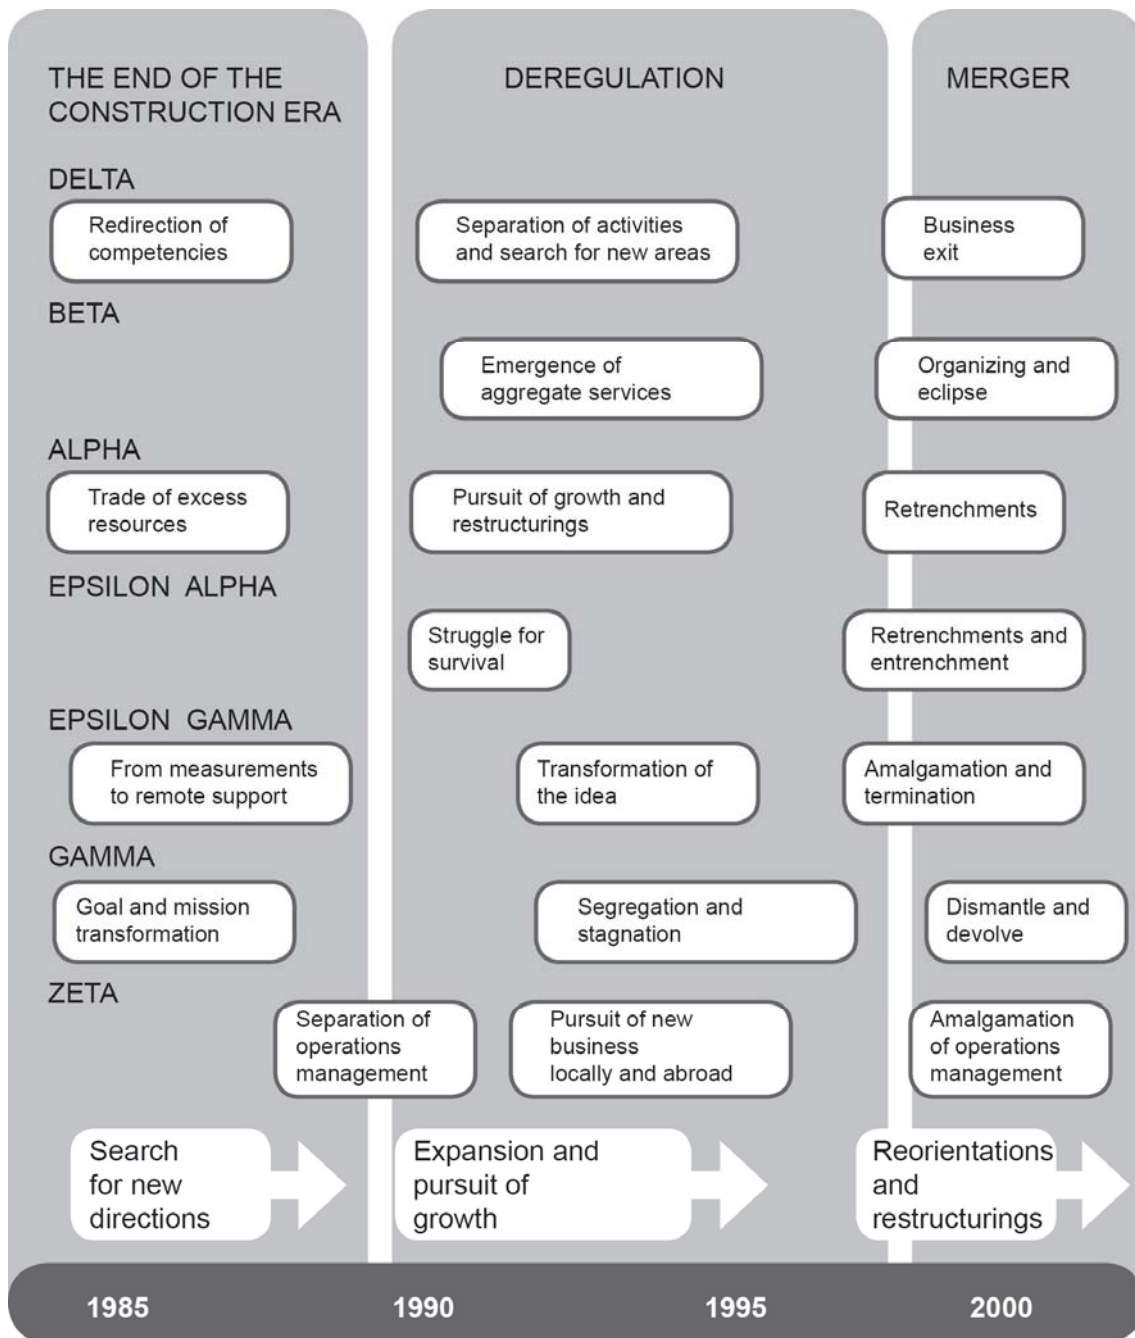 THE END OF THE
CONSTRUCTION ERA
DEREGULATION
MERGER
DELTA
Redirection of
competencies
Separation of activities
and search for new areas
Business
exit
BETA
Emergence of
aggregate services
Organizing and
eclipse
ALPHA
Trade of excess
resources
Pursuit of growth and
restructurings
Retrenchments
EPSILON ALPHA
Struggle for
survival
Retrenchments and
entrenchment
EPSILON GAMMA
From measurements
to remote support
Transformation of
the idea
Amalgamation and
termination
GAMMA
Goal and mission
transformation
Segregation and
stagnation
Dismantle and
devolve
ZETA
Separation of
operations
management
Pursuit of new
business
locally and abroad
Amalgamation
of operations
management
Search
for new
directions
Expansion and
pursuit of
growth
Reorientations
and
restructurings
1985
1990
1995
2000